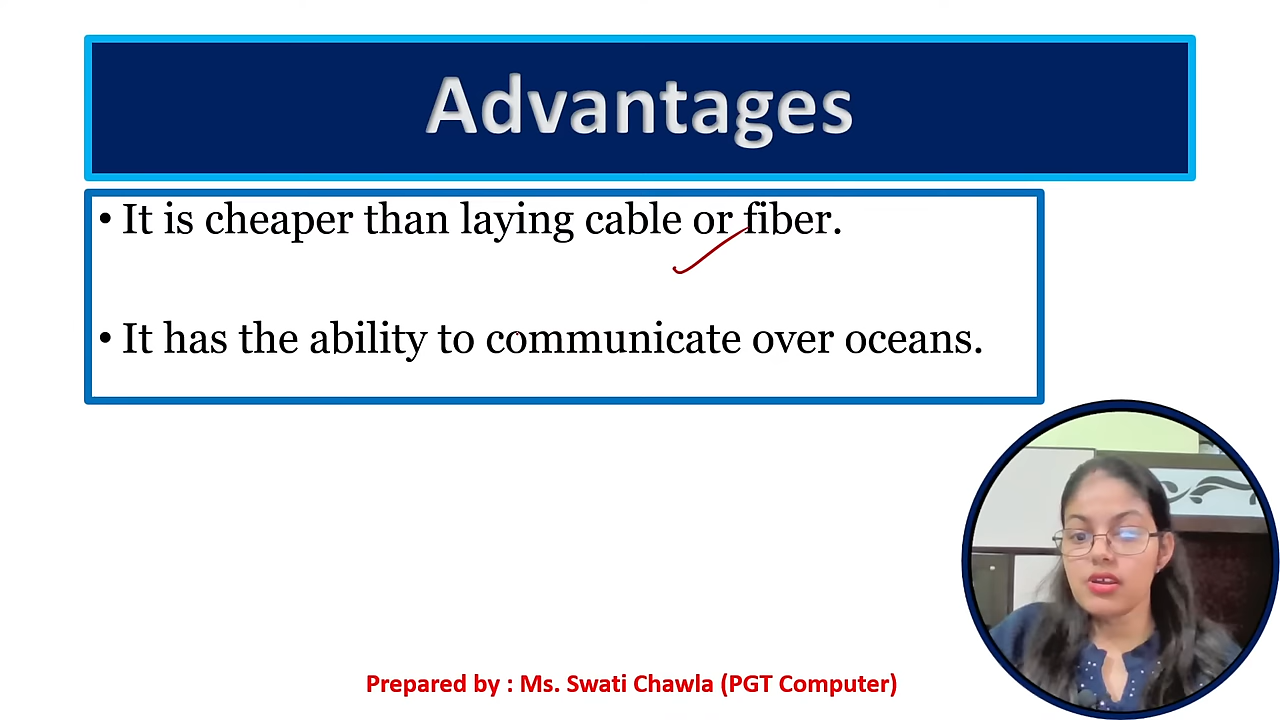 Advantages
• It is cheaper than laying cable or fiber.
• It has the ability to communicate over oceans.
Prepared by : Ms. Swati Chawla (PGT Computer)